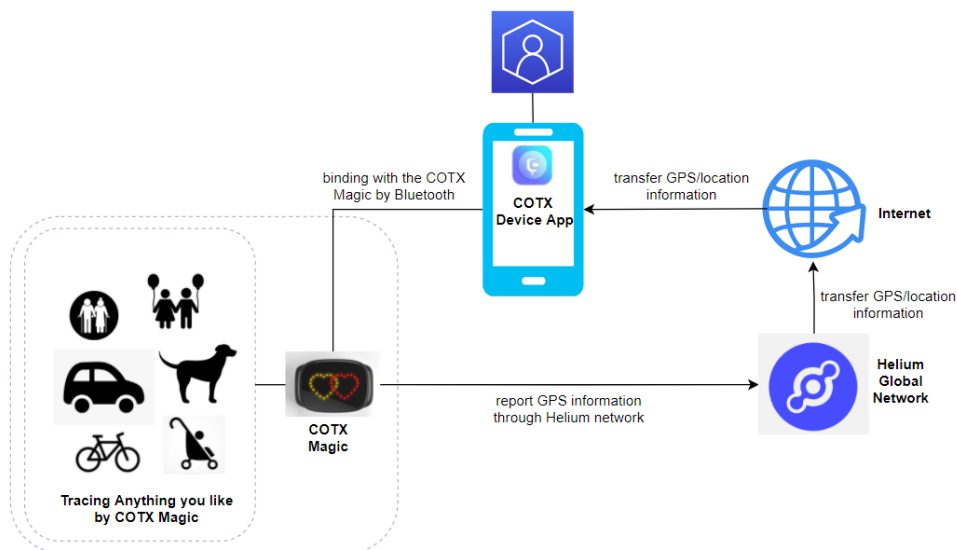 COTX
Device App
binding with the COTX
Magic by Bluetooth
transfer GPS/location
information
Internet
transfer GPS/location
information
Helium
Global
Network
report GPS information
through Helium network
COTX
Magic
Tracing Anything you like
by COTX Magic